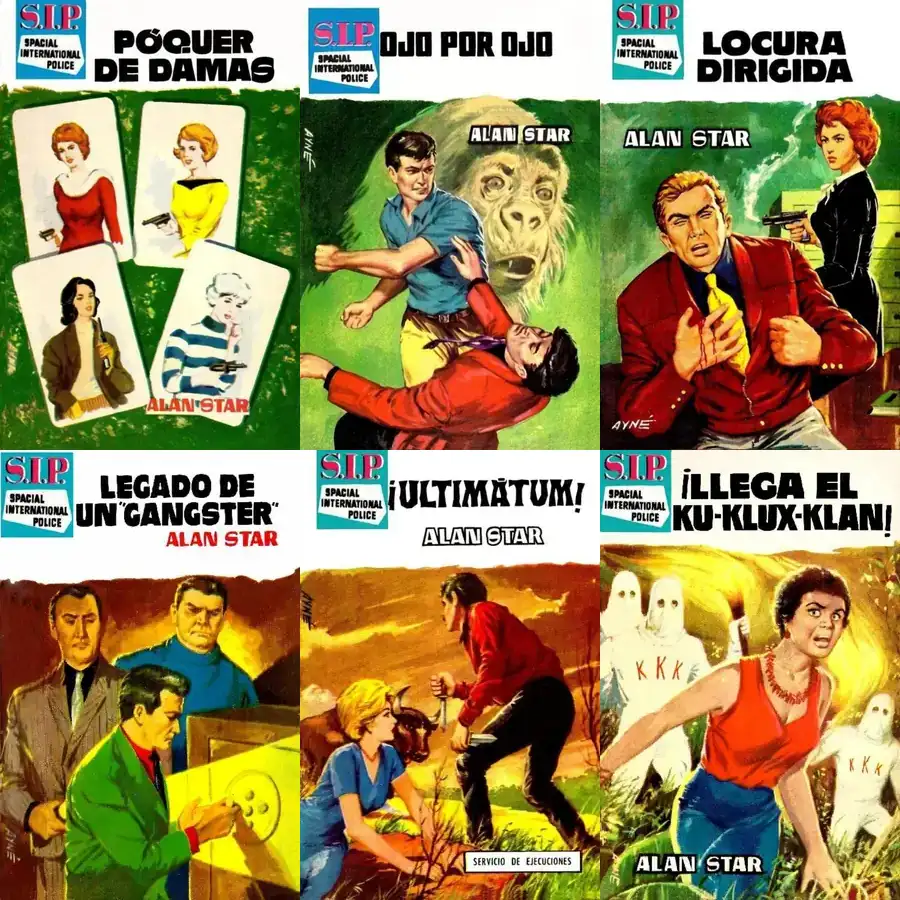 S.I.P.
SPACIAL
INTERNATIONAL
POLICE
PÓQUER
DE DAMAS
ALAN STAR
S.I.P.
SPACIAL
INTERNATIONAL
POLICE
OJO POR OJO
ALAN STAR
AYNÉ
S.I.P.
SPACIAL
INTERNATIONAL
POLICE
LOCURA
DIRIGIDA
ALAN STAR
AYNÉ
S.I.P.
SPACIAL
INTERNATIONAL
POLICE
LEGADO DE
UN "GANGSTER"
ALAN STAR
AYNÉ
S.I.P.
SPACIAL
INTERNATIONAL
POLICE
¡ULTIMÁTUM!
ALAN STAR
AYNÉ
SERVICIO DE EJECUCIONES
S.I.P.
SPACIAL
INTERNATIONAL
POLICE
¡LLEGA EL
KU-KLUX-KLAN!
KKK
KKK
ALAN STAR